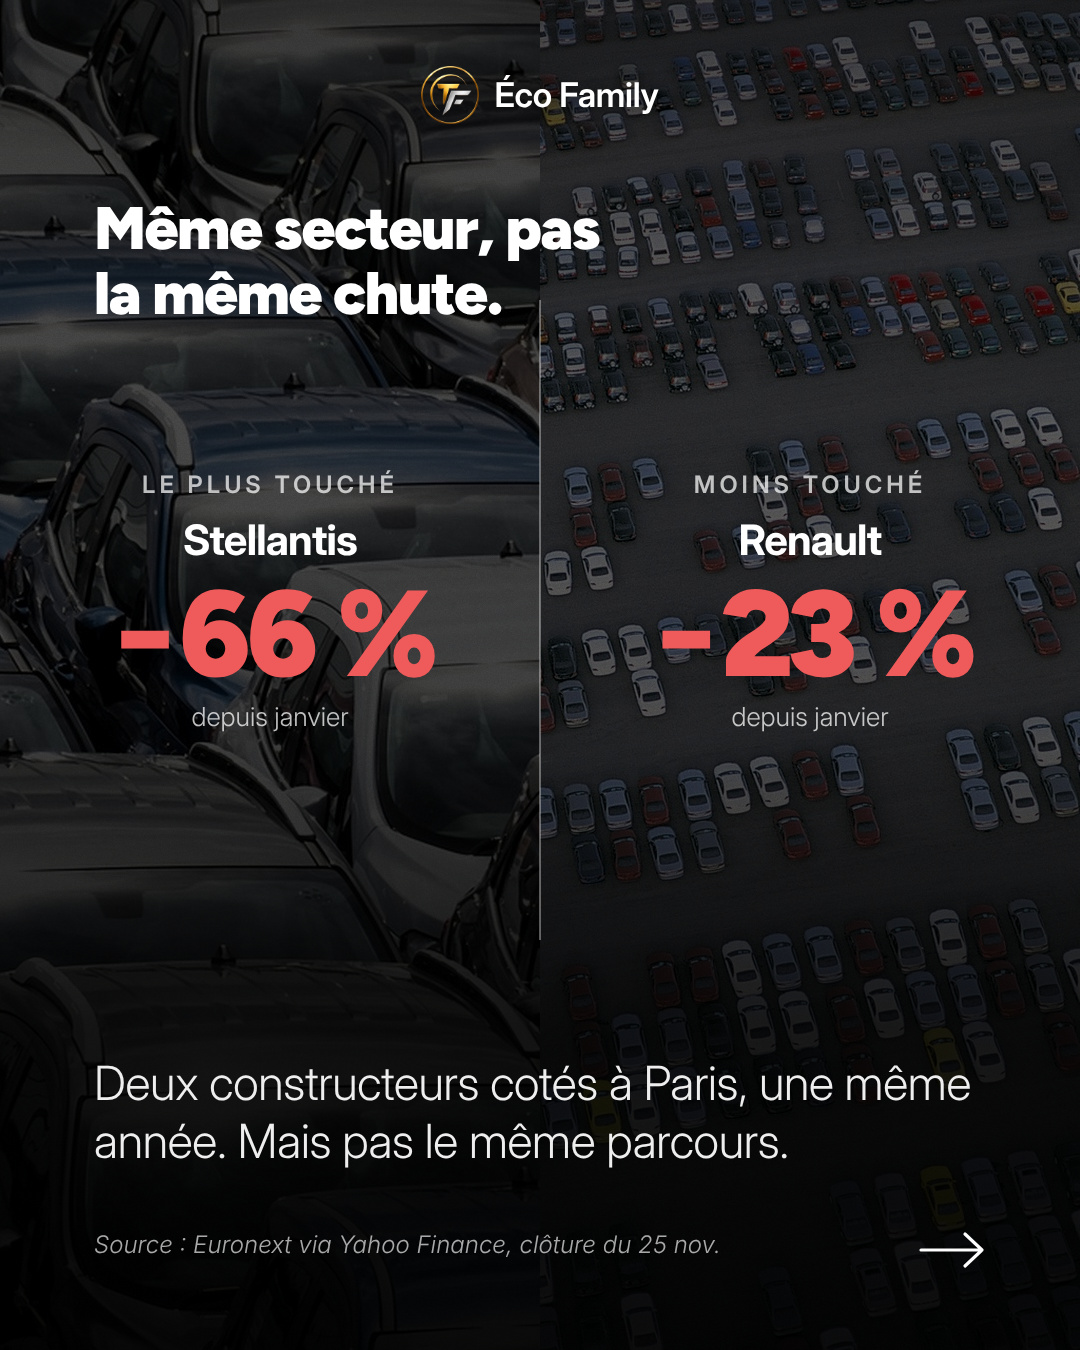 TF Éco Family
Même secteur, pas
la même chute.
LE PLUS TOUCHÉ
Stellantis
-66 %
depuis janvier
MOINS TOUCHÉ
Renault
-23 %
depuis janvier
Deux constructeurs cotés à Paris, une même
année. Mais pas le même parcours.
Source : Euronext via Yahoo Finance, clôture du 25 nov.